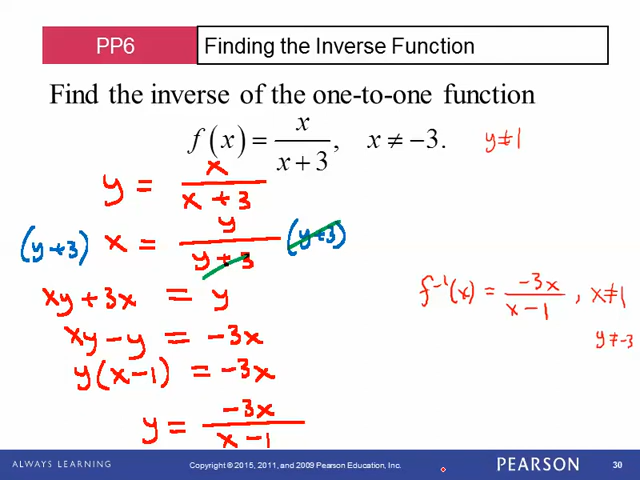 PP6 Finding the Inverse Function
Find the inverse of the one-to-one function
f(x) = x/(x + 3), x ≠ −3. y ≠ 1
y = x/(x + 3)
(y+3) x = y/(y + 3) (y+3)
xy + 3x = y
f⁻¹(x) = -3x/(x - 1), x ≠ 1
xy - y = -3x
y ≠ -3
y(x - 1) = -3x
y = -3x/(x - 1)
ALWAYS LEARNING Copyright © 2015, 2011, and 2009 Pearson Education, Inc. PEARSON 30